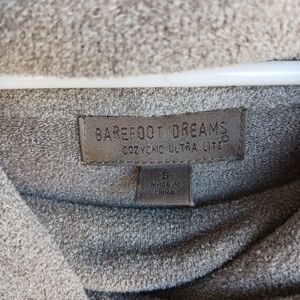 BAREFOOT DREAMS
COZYCHIC ULTRA LITE
S
MADE IN
CHINA